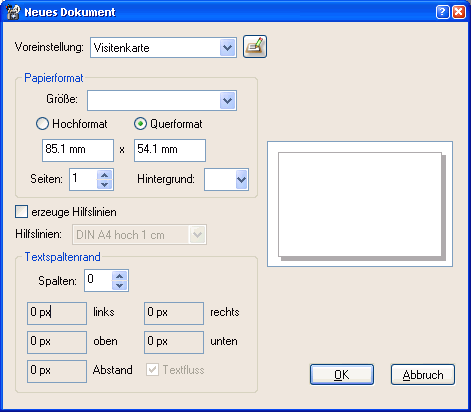 Neues Dokument
Voreinstellung: Visitenkarte
Papierformat
Größe:
Hochformat Querformat
85.1 mm x 54.1 mm
Seiten: 1 Hintergrund:
erzeuge Hilfslinien
Hilfslinien: DIN A4 hoch 1 cm
Textspaltenrand
Spalten: 0
0 px links 0 px rechts
0 px oben 0 px unten
0 px Abstand Textfluss
OK Abbruch